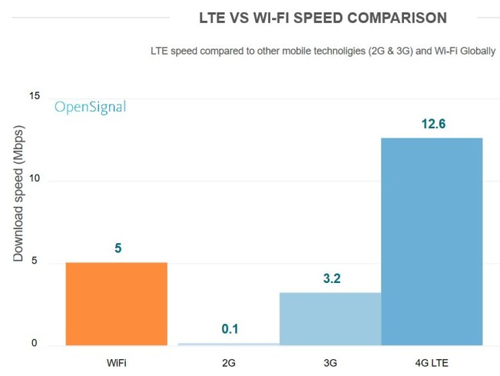 LTE VS WI-FI SPEED COMPARISON
LTE speed compared to other mobile technoligies (2G & 3G) and Wi-Fi Globally
OpenSignal
Download speed (Mbps)
15
10
5
0
5
0.1
3.2
12.6
WiFi
2G
3G
4G LTE